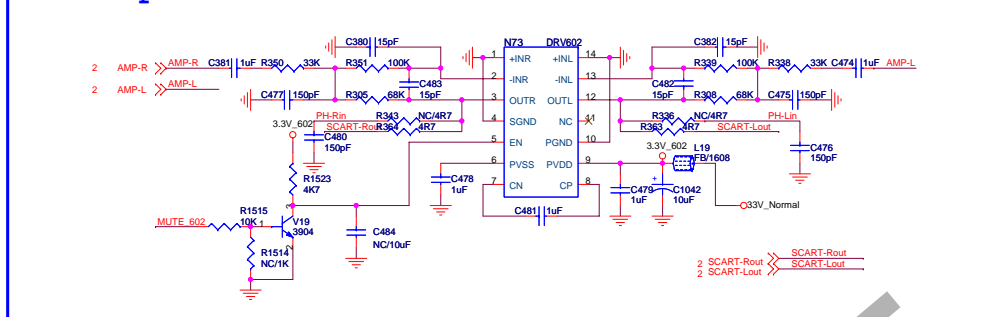 C380 15pF
N73 DRV602
C382 15pF
2 AMP-R AMP-R C381 1uF R350 33K R351 100K
1 +INR +INL 14
R339 100K R338 33K C474 1uF AMP-L
2 AMP-L AMP-L
C483 15pF
2 -INR -INL 13
C482 15pF
C477 150pF R305 68K
3 OUTR OUTL 12
R308 68K C475 150pF
PH-Rin R343 NC/4R7
4 SGND NC 11
R336 NC/4R7 PH-Lin
3.3V_602 SCART-Rout R364 4R7
R363 4R7 SCART-Lout
C480 150pF
5 EN PGND 10
C476 150pF
3.3V_602
L19 FB/1608
6 PVSS PVDD 9
R1523 4K7
C478 1uF
7 CN CP 8
C479 1uF
+ C1042 10uF
C481 1uF
33V_Normal
MUTE_602 R1515 10K 1 3 V19 3904 2
C484 NC/10uF
R1514 NC/1K
2 SCART-Rout SCART-Rout
2 SCART-Lout SCART-Lout